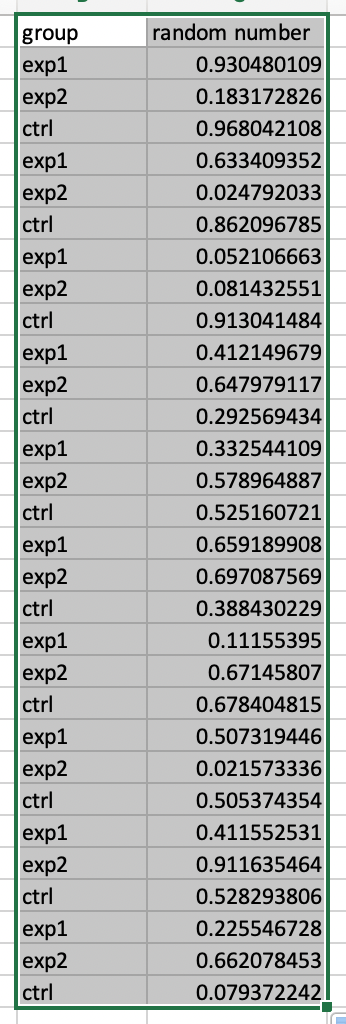 group random number
exp1 0.930480109
exp2 0.183172826
ctrl 0.968042108
exp1 0.633409352
exp2 0.024792033
ctrl 0.862096785
exp1 0.052106663
exp2 0.081432551
ctrl 0.913041484
exp1 0.412149679
exp2 0.647979117
ctrl 0.292569434
exp1 0.332544109
exp2 0.578964887
ctrl 0.525160721
exp1 0.659189908
exp2 0.697087569
ctrl 0.388430229
exp1 0.11155395
exp2 0.67145807
ctrl 0.678404815
exp1 0.507319446
exp2 0.021573336
ctrl 0.505374354
exp1 0.411552531
exp2 0.911635464
ctrl 0.528293806
exp1 0.225546728
exp2 0.662078453
ctrl 0.079372242